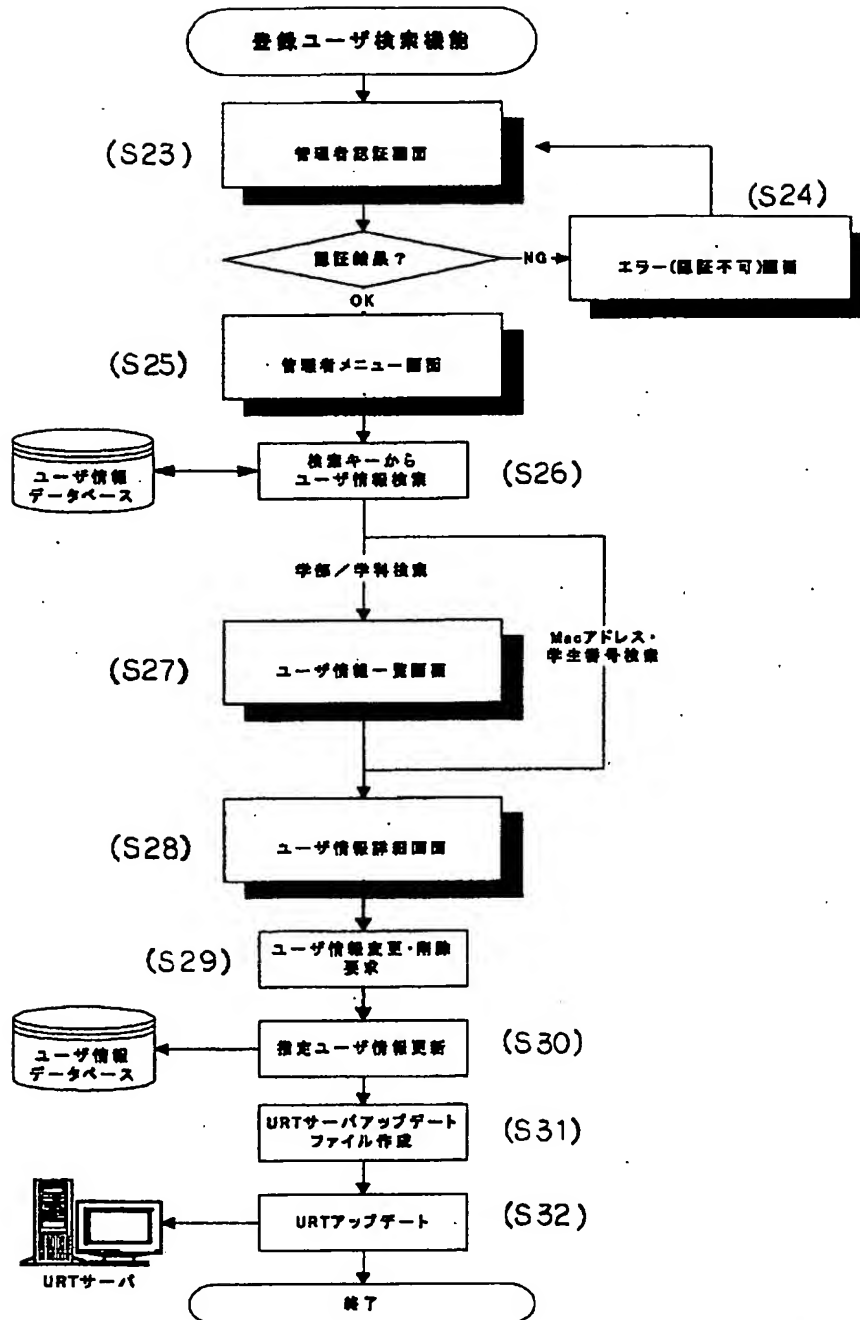 登録ユーザ検索機能
(S23)
管理者認証画面
(S24)
エラー(認証不可)画面
認証結果?
NG
OK
(S25)
管理者メニュー画面
ユーザ情報
データベース
検索キーから
ユーザ情報検索
(S26)
学部/学科検索
Macアドレス・
学生番号検索
(S27)
ユーザ情報一覧画面
(S28)
ユーザ情報詳細画面
(S29)
ユーザ情報変更・削除
要求
ユーザ情報
データベース
推定ユーザ情報更新
(S30)
URTサーバアップデート
ファイル作成
(S31)
URTアップデート
(S32)
URTサーバ
終了